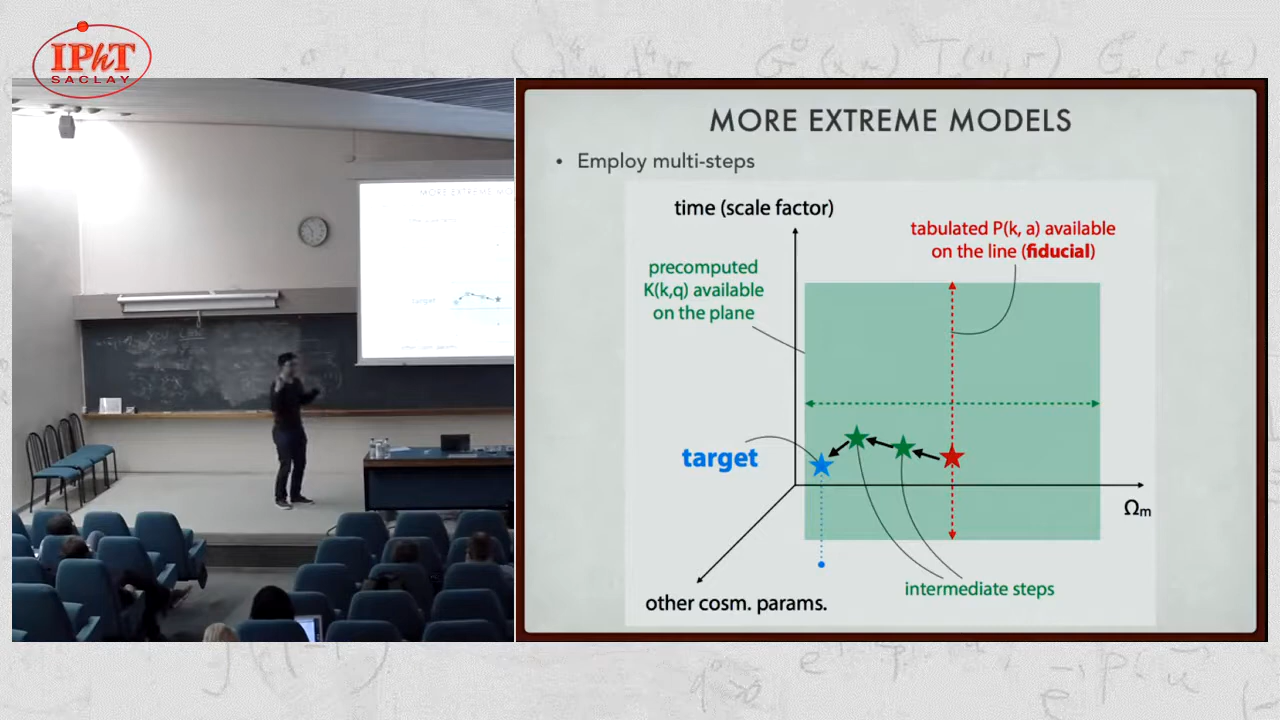 IPhT
SACLAY
MORE EXTREME MODELS
• Employ multi-steps
time (scale factor)
tabulated P(k, a) available
on the line (fiducial)
precomputed
K(k,q) available
on the plane
target
Ωm
intermediate steps
other cosm. params.
target